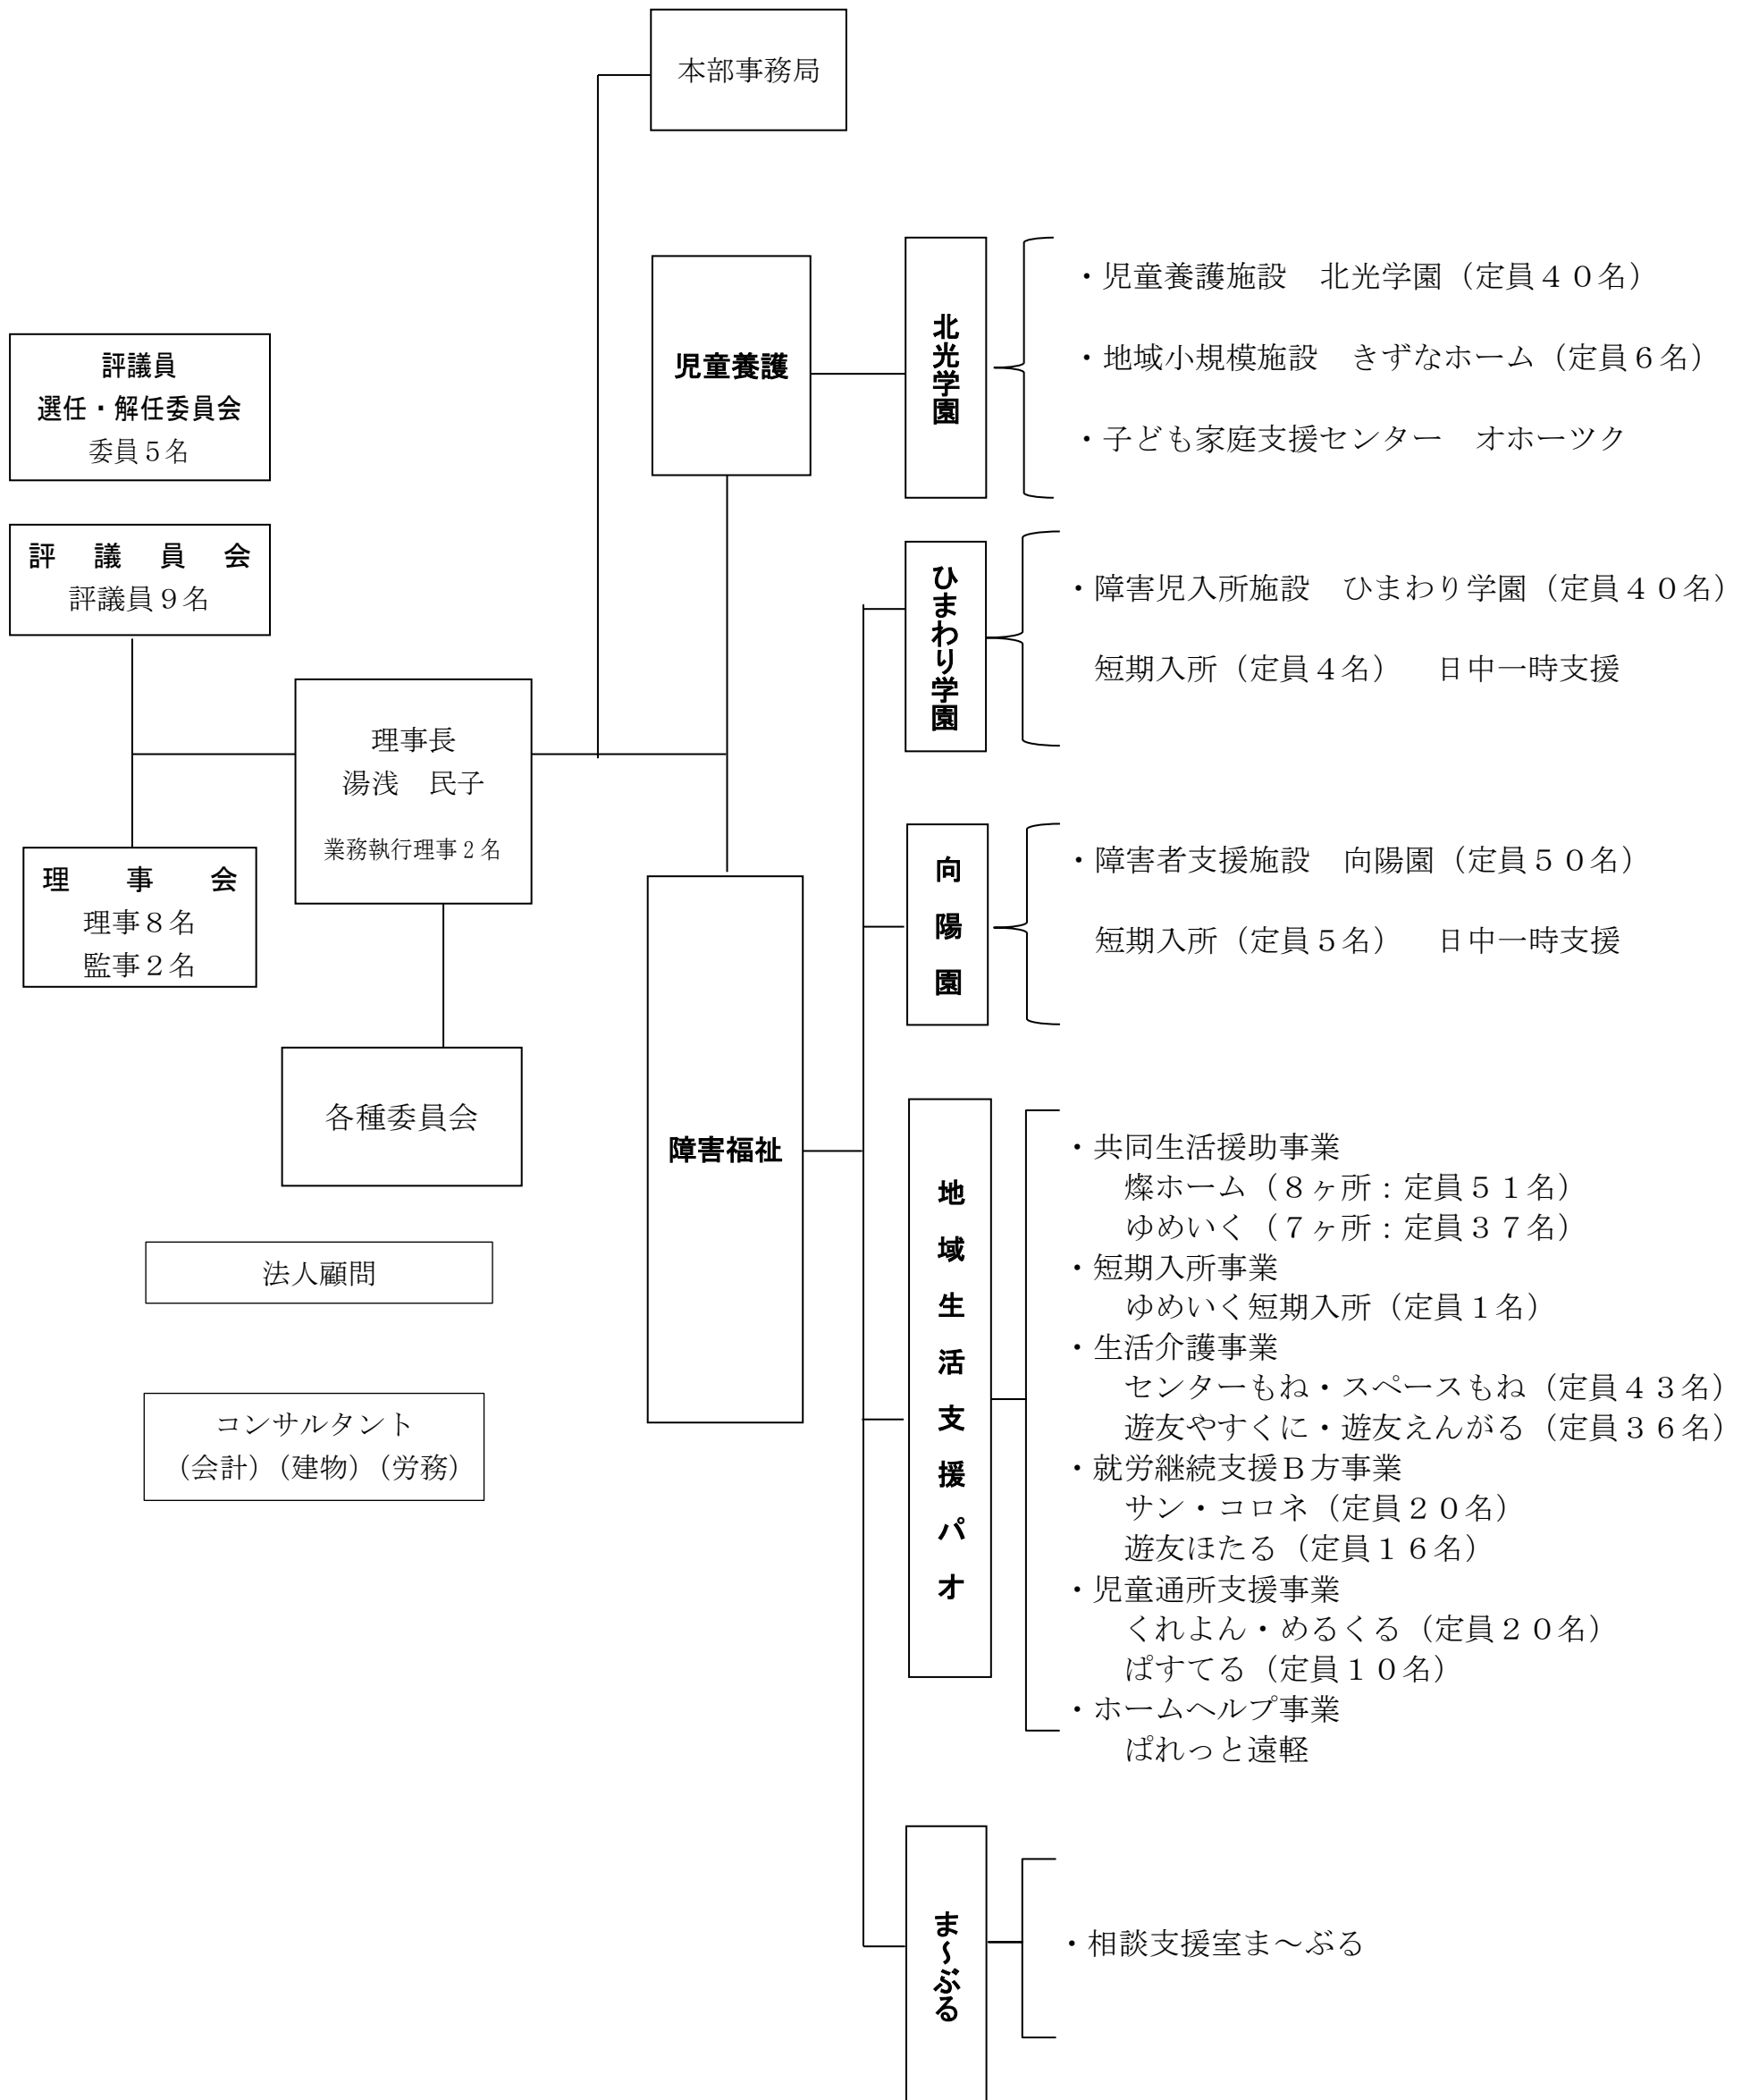 本部事務局
評議員
選任・解任委員会
委員５名
評　議　員　会
評議員９名
理事長
湯浅　民子
業務執行理事２名
理　事　会
理事８名
監事２名
各種委員会
法人顧問
コンサルタント
（会計）（建物）（労務）
児童養護
北光学園
・児童養護施設　北光学園（定員４０名）
・地域小規模施設　きずなホーム（定員６名）
・子ども家庭支援センター　オホーツク
障害福祉
ひまわり学園
・障害児入所施設　ひまわり学園（定員４０名）
短期入所（定員４名）　日中一時支援
向陽園
・障害者支援施設　向陽園（定員５０名）
短期入所（定員５名）　日中一時支援
地域生活支援パオ
・共同生活援助事業
燦ホーム（８ヶ所：定員５１名）
ゆめいく（７ヶ所：定員３７名）
・短期入所事業
ゆめいく短期入所（定員１名）
・生活介護事業
センターもね・スペースもね（定員４３名）
遊友やすくに・遊友えんがる（定員３６名）
・就労継続支援Ｂ方事業
サン・コロネ（定員２０名）
遊友ほたる（定員１６名）
・児童通所支援事業
くれよん・めるくる（定員２０名）
ぱすてる（定員１０名）
・ホームヘルプ事業
ぱれっと遠軽
ま～ぶる
・相談支援室ま～ぶる